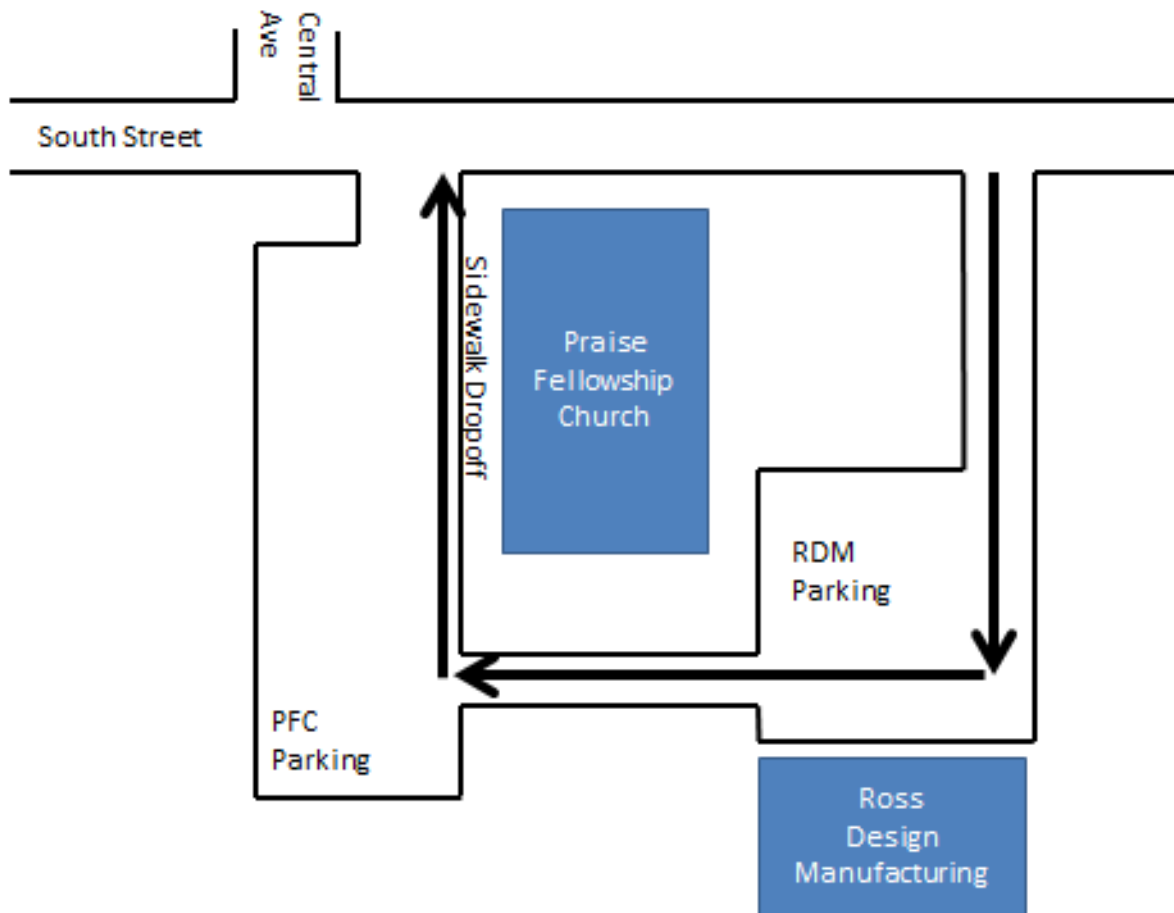 Central
Ave
South Street
Sidewalk Dropoff
Praise
Fellowship
Church
RDM
Parking
PFC
Parking
Ross
Design
Manufacturing